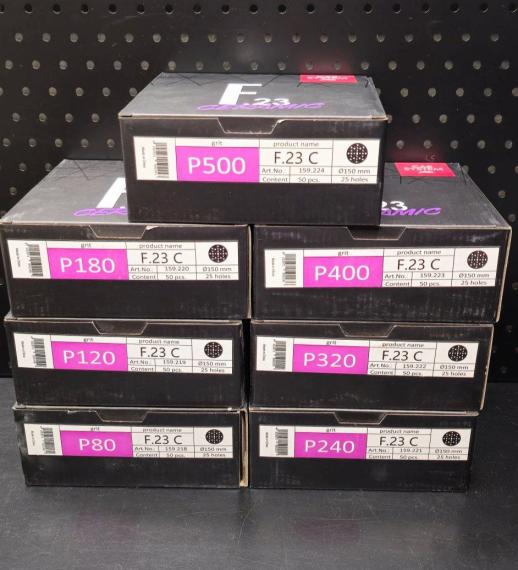 F.23
CERAMIC
grit
product name
P500
F.23 C
Art.No.: 159.224 Ø150 mm
Content 50 pcs. 25 holes
grit
product name
P180
F.23 C
Art.No.: 159.220 Ø150 mm
Content 50 pcs. 25 holes
grit
product name
P400
F.23 C
Art.No.: 159.223 Ø150 mm
Content 50 pcs. 25 holes
grit
product name
P120
F.23 C
Art.No.: 159.219 Ø150 mm
Content 50 pcs. 25 holes
grit
product name
P320
F.23 C
Art.No.: 159.222 Ø150 mm
Content 50 pcs. 25 holes
grit
product name
P80
F.23 C
Art.No.: 159.218 Ø150 mm
Content 50 pcs. 25 holes
grit
product name
P240
F.23 C
Art.No.: 159.221 Ø150 mm
Content 50 pcs. 25 holes